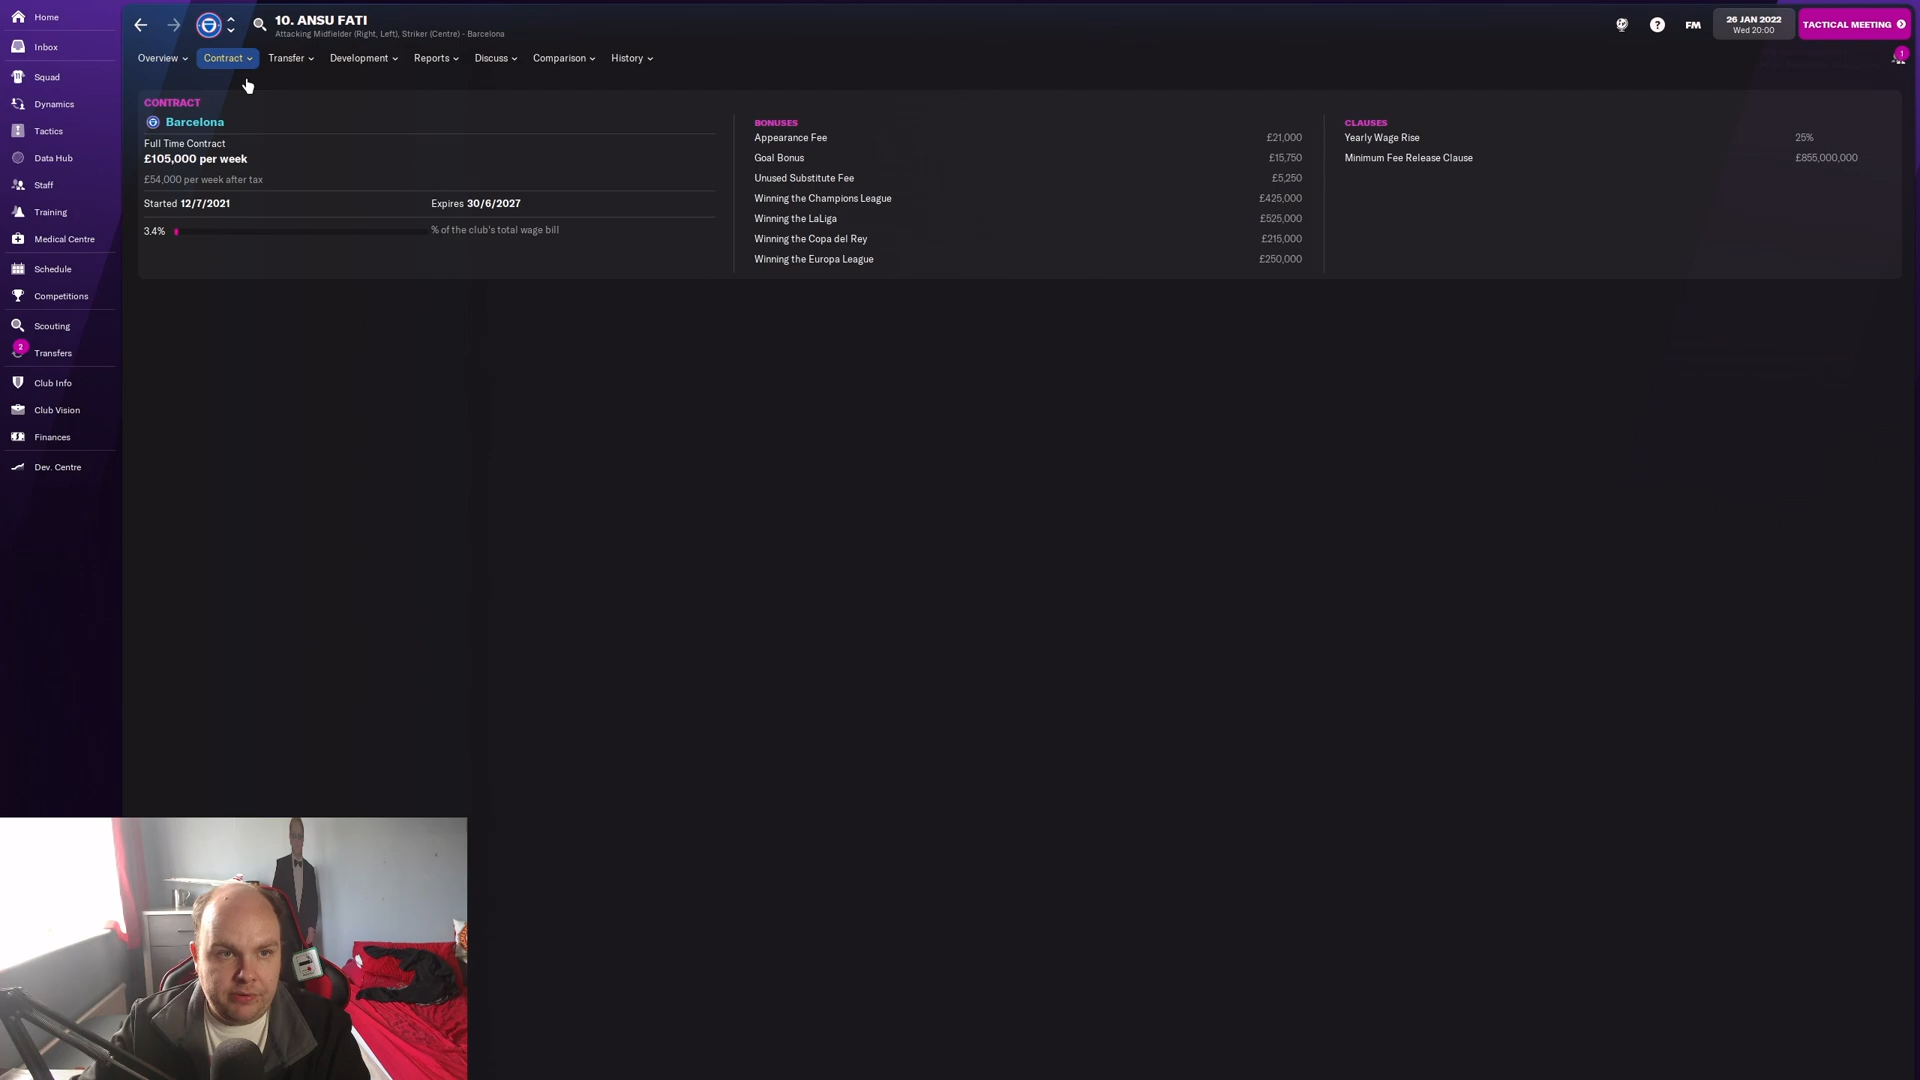 Home
Inbox
Squad
Dynamics
Tactics
Data Hub
Staff
Training
Medical Centre
Schedule
Competitions
Scouting
2
Transfers
Club Info
Club Vision
Finances
Dev. Centre
10. ANSU FATI
Attacking Midfielder (Right, Left), Striker (Centre) - Barcelona
?
FM
26 JAN 2022
Wed 20:00
TACTICAL MEETING
1
Overview Contract Transfer Development Reports Discuss Comparison History
CONTRACT
Barcelona
Full Time Contract
£105,000 per week
£54,000 per week after tax
Started 12/7/2021 Expires 30/6/2027
3.4% % of the club's total wage bill
BONUSES
Appearance Fee £21,000
Goal Bonus £15,750
Unused Substitute Fee £5,250
Winning the Champions League £425,000
Winning the LaLiga £525,000
Winning the Copa del Rey £215,000
Winning the Europa League £250,000
CLAUSES
Yearly Wage Rise 25%
Minimum Fee Release Clause £855,000,000